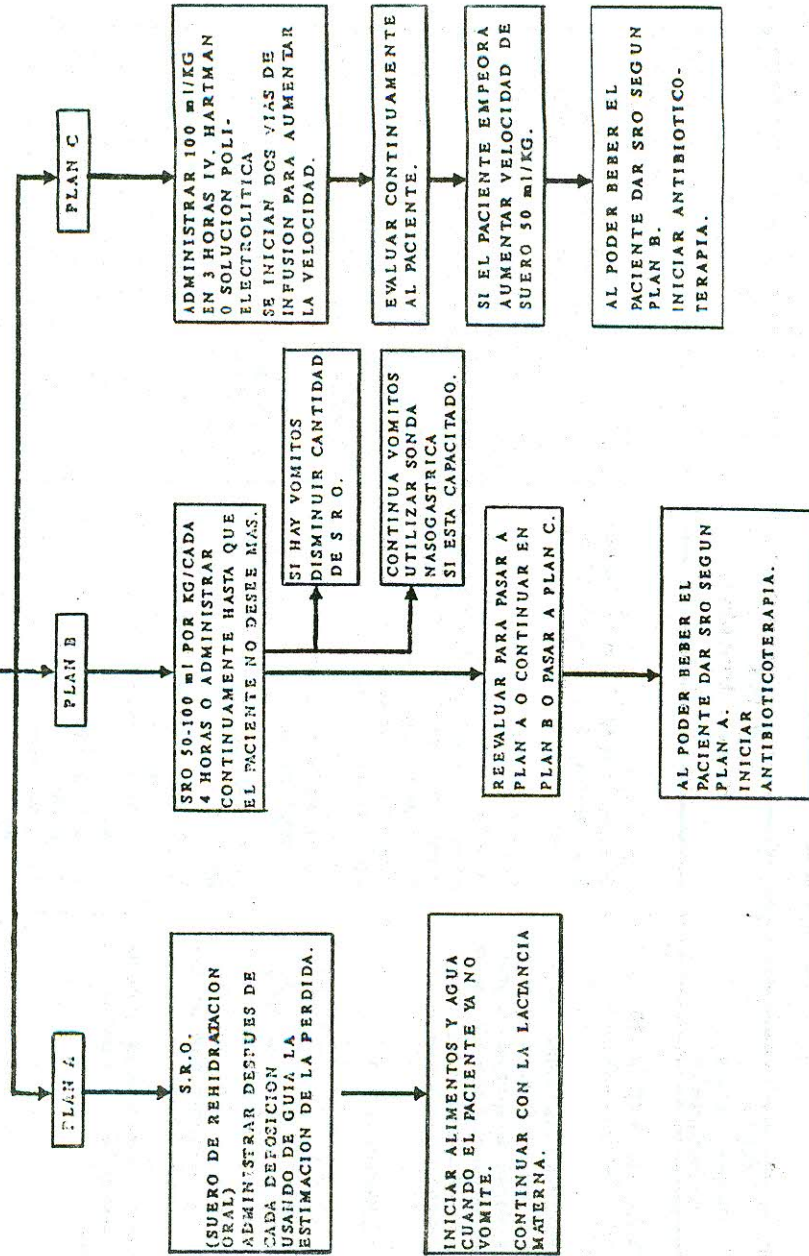 PLAN A
S.R.O.
(SUERO DE REHIDRATACION
ORAL)
ADMINISTRAR DESPUES DE
CADA DEPOSICION
USANDO DE GUIA LA
ESTIMACION DE LA PERDIDA.
INICIAR ALIMENTOS Y AGUA
CUANDO EL PACIENTE YA NO
VOMITE.
CONTINUAR CON LA LACTANCIA
MATERNA.
PLAN B
SRO 50-100 ml POR KG/CADA
4 HORAS O ADMINISTRAR
CONTINUAMENTE HASTA QUE
EL PACIENTE NO DESEE MAS.
SI HAY VOMITOS
DISMINUIR CANTIDAD
DE S R O.
CONTINUA VOMITOS
UTILIZAR SONDA
NASOGASTRICA
SI ESTA CAPACITADO.
REEVALUAR PARA PASAR A
PLAN A O CONTINUAR EN
PLAN B O PASAR A PLAN C.
AL PODER BEBER EL
PACIENTE DAR SRO SEGUN
PLAN A.
INICIAR
ANTIBIOTICOTERAPIA.
PLAN C
ADMINISTRAR 100 ml/KG
EN 3 HORAS IV. HARTMAN
O SOLUCION POLI-
ELECTROLITICA
SE INICIAN DOS VIAS DE
INFUSION PARA AUMENTAR
LA VELOCIDAD.
EVALUAR CONTINUAMENTE
AL PACIENTE.
SI EL PACIENTE EMPEORA
AUMENTAR VELOCIDAD DE
SUERO 50 ml/KG.
AL PODER BEBER EL
PACIENTE DAR SRO SEGUN
PLAN B.
INICIAR ANTIBIOTICO-
TERAPIA.